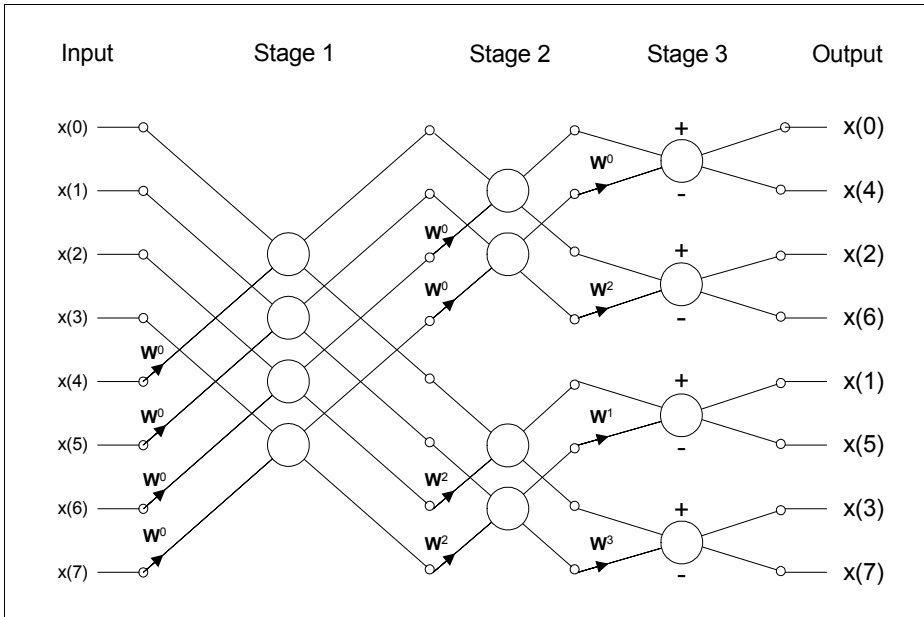 Input Stage 1 Stage 2 Stage 3 Output
x(0) + x(0)
W⁰
x(1) - x(4)
W⁰
x(2) + x(2)
W⁰ W²
x(3) - x(6)
W⁰
x(4) + x(1)
W⁰ W¹
x(5) - x(5)
W⁰ W²
x(6) + x(3)
W⁰ W² W³
x(7) - x(7)